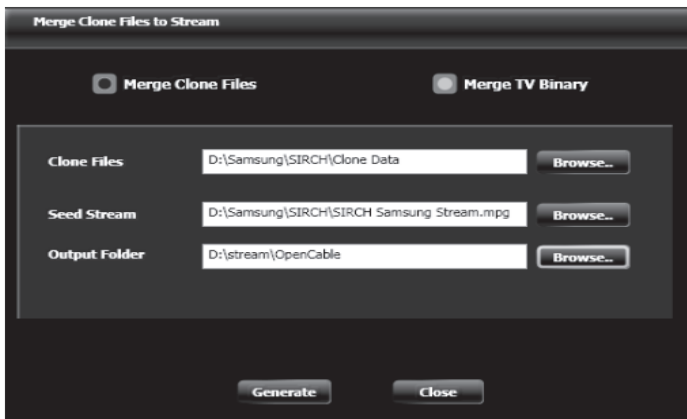 Merge Clone Files to Stream
Merge Clone Files
Merge TV Binary
Clone Files
D:\Samsung\SIRCH\Clone Data
Browse..
Seed Stream
D:\Samsung\SIRCH\SIRCH Samsung Stream.mpg
Browse..
Output Folder
D:\stream\OpenCable
Browse..
Generate
Close